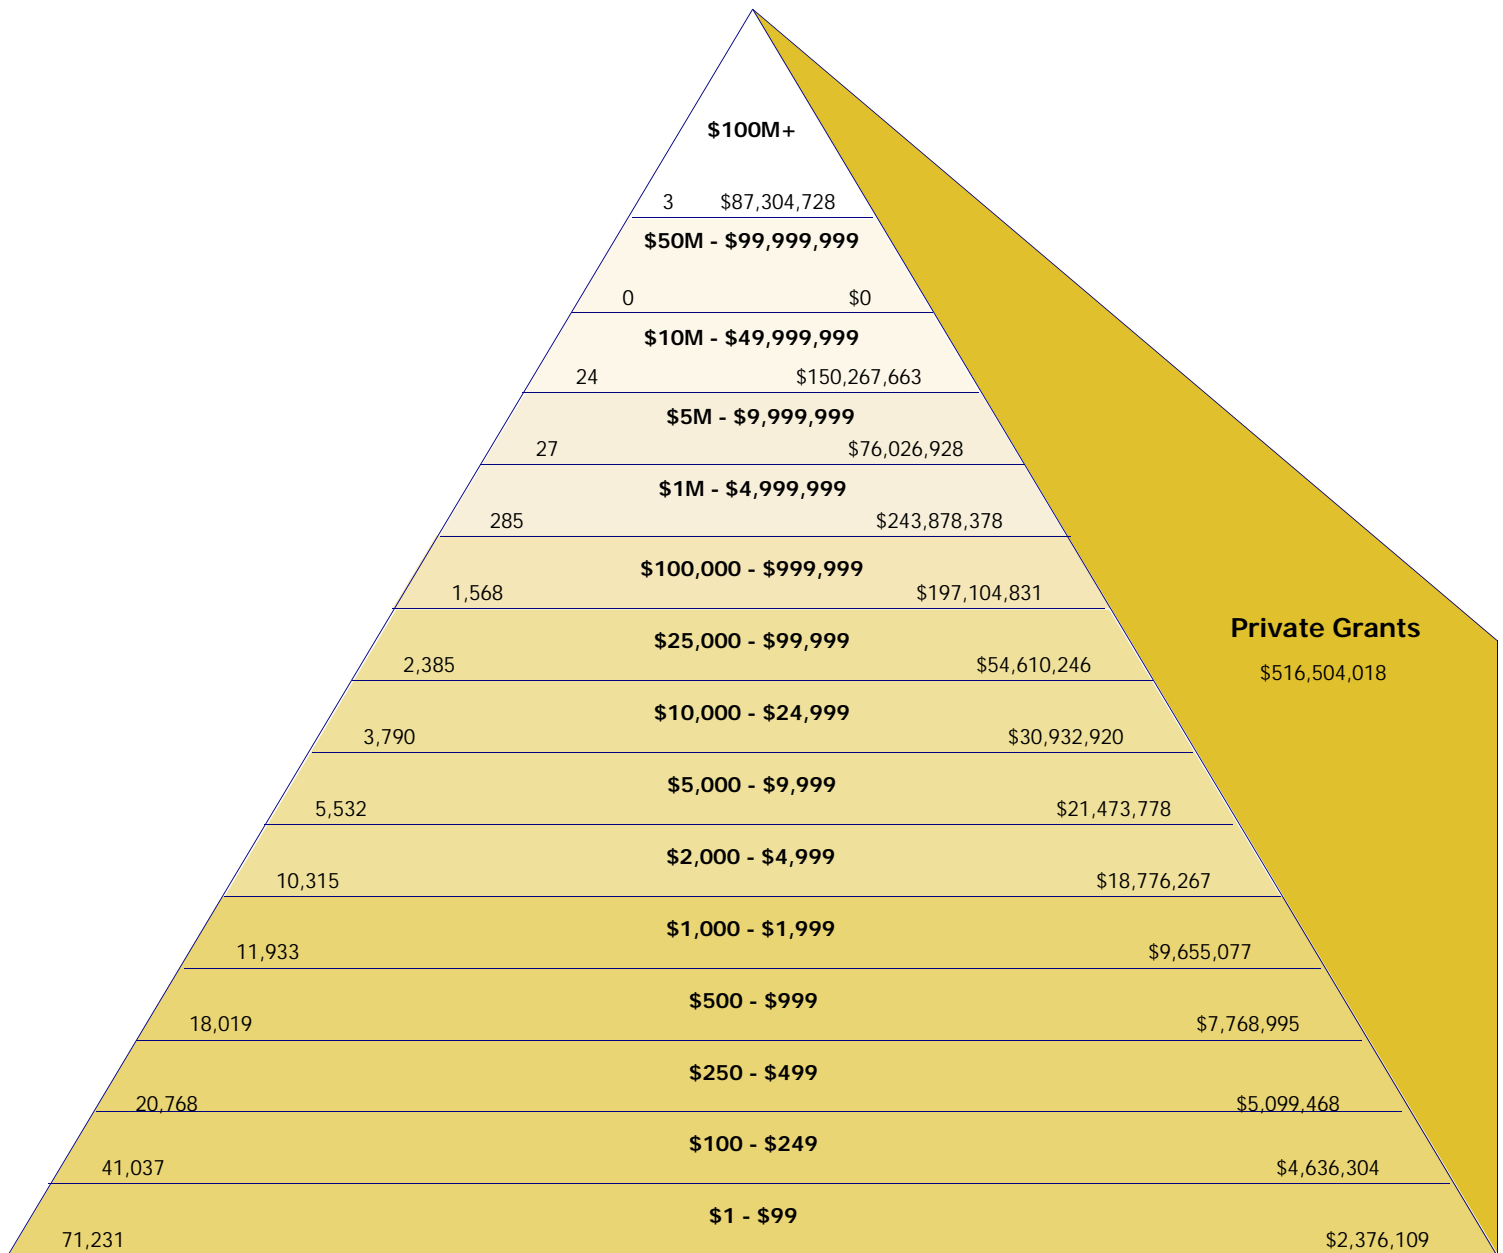 $100M+
3 $87,304,728
$50M - $99,999,999
0 $0
$10M - $49,999,999
24 $150,267,663
$5M - $9,999,999
27 $76,026,928
$1M - $4,999,999
285 $243,878,378
$100,000 - $999,999
1,568 $197,104,831
$25,000 - $99,999
2,385 $54,610,246
$10,000 - $24,999
3,790 $30,932,920
$5,000 - $9,999
5,532 $21,473,778
$2,000 - $4,999
10,315 $18,776,267
$1,000 - $1,999
11,933 $9,655,077
$500 - $999
18,019 $7,768,995
$250 - $499
20,768 $5,099,468
$100 - $249
41,037 $4,636,304
$1 - $99
71,231 $2,376,109
Private Grants
$516,504,018